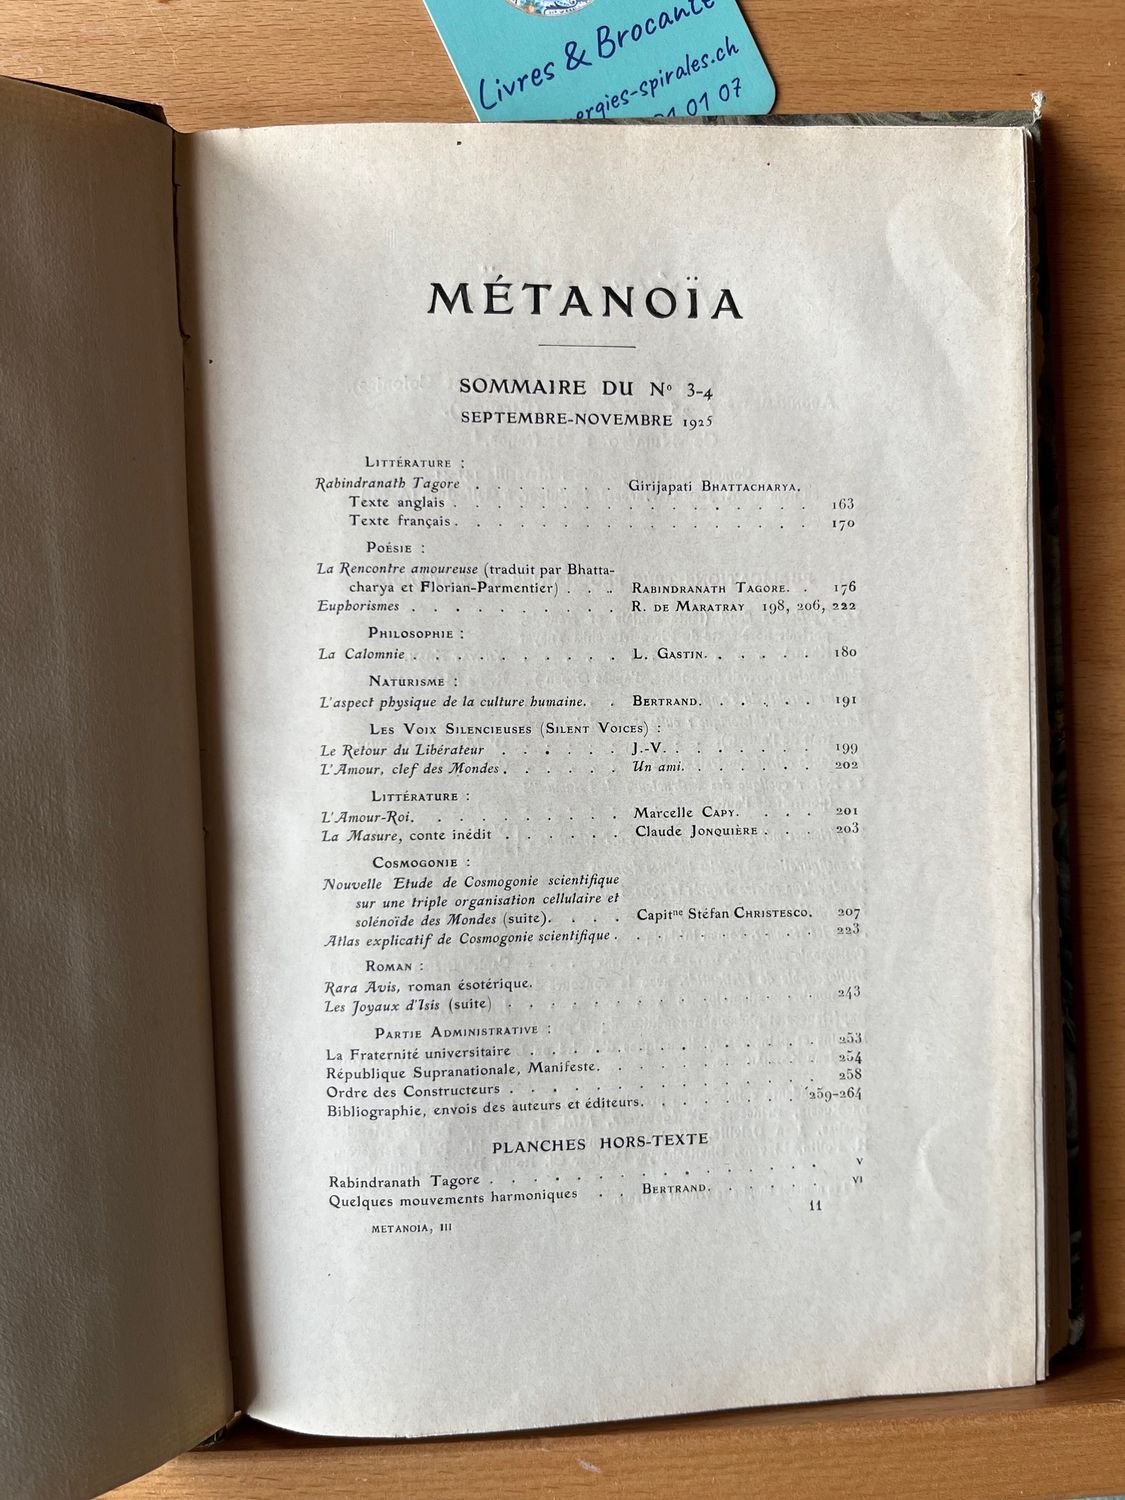 Livres & Brocante
ergies-spirales.ch
01 07
MÉTANOÏA
SOMMAIRE DU Nº 3-4
SEPTEMBRE-NOVEMBRE 1925
LITTÉRATURE :
Rabindranath Tagore . . . . . . . Girijapati BHATTACHARYA.
Texte anglais . . . . . . . . . . . . . . . . 163
Texte français . . . . . . . . . . . . . . . . 170
POÉSIE :
La Rencontre amoureuse (traduit par Bhatta-
charya et Florian-Parmentier) . . . RABINDRANATH TAGORE. . 176
Euphorismes . . . . . . . . . . R. DE MARATRAY 198, 206, 222
PHILOSOPHIE :
La Calomnie . . . . . . . . . . L. GASTIN. . . . . . 180
NATURISME :
L'aspect physique de la culture humaine. . BERTRAND. . . . . . 191
LES VOIX SILENCIEUSES (SILENT VOICES) :
Le Retour du Libérateur . . . . . . J.-V. . . . . . . . 199
L'Amour, clef des Mondes . . . . . . Un ami. . . . . . . 202
LITTÉRATURE :
L'Amour-Roi. . . . . . . . . . Marcelle CAPY. . . . 201
La Masure, conte inédit . . . . . . Claude JONQUIÈRE . . . 203
COSMOGONIE :
Nouvelle Etude de Cosmogonie scientifique
sur une triple organisation cellulaire et
solénoïde des Mondes (suite). . . . Capitⁿᵉ Stéfan CHRISTESCO. 207
Atlas explicatif de Cosmogonie scientifique . . . . . . . . . 223
ROMAN :
Rara Avis, roman ésotérique.
Les Joyaux d'Isis (suite) . . . . . . . . . . . . . . 243
PARTIE ADMINISTRATIVE :
La Fraternité universitaire . . . . . . . . . . . . . 253
République Supranationale, Manifeste. . . . . . . . . . 254
Ordre des Constructeurs . . . . . . . . . . . . . . 258
Bibliographie, envois des auteurs et éditeurs. . . . . . . . 259-264
PLANCHES HORS-TEXTE
Rabindranath Tagore . . . . . . . . . . . . . . V
Quelques mouvements harmoniques . . BERTRAND. . . . . . VI
METANOIA, III
11